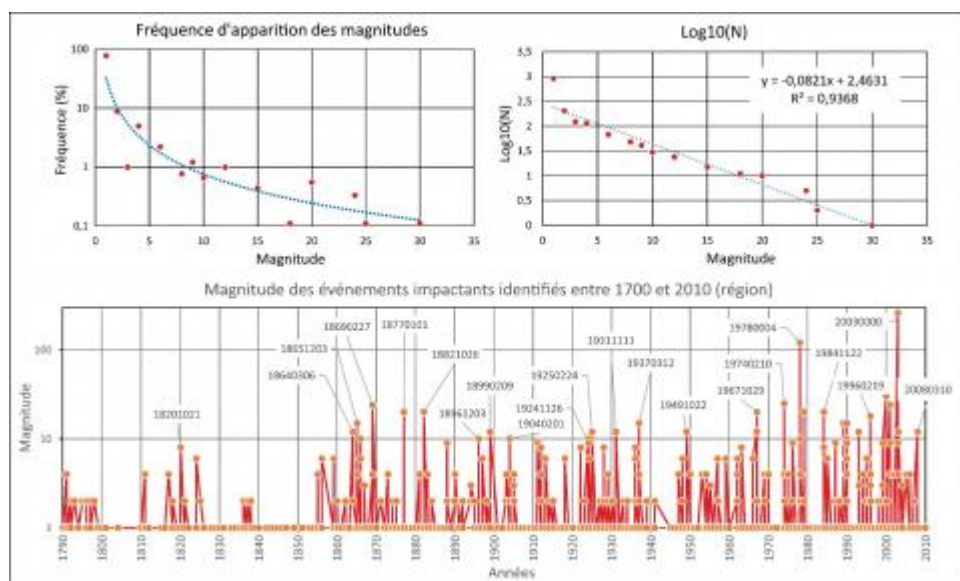 Fréquence d'apparition des magnitudes
100
10
1
0,1
Fréquence (%)
0 5 10 15 20 25 30 35
Magnitude
Log10(N)
3,5
3
2,5
2
1,5
1
0,5
0
Log10(N)
y = -0,0821x + 2,4631
R² = 0,9368
0 5 10 15 20 25 30 35
Magnitude
Magnitude des événements impactants identifiés entre 1700 et 2010 (région)
100
10
1
Magnitude
18201021
18640306
18651203
18690227
18770101
18821028
18961203
18990209
19040201
19241126
19250224
19311111
19370312
19491022
19671029
19740210
19780004
19841122
19960219
20030000
20080310
1790 1800 1810 1820 1830 1840 1850 1860 1870 1880 1890 1900 1910 1920 1930 1940 1950 1960 1970 1980 1990 2000 2010
Années